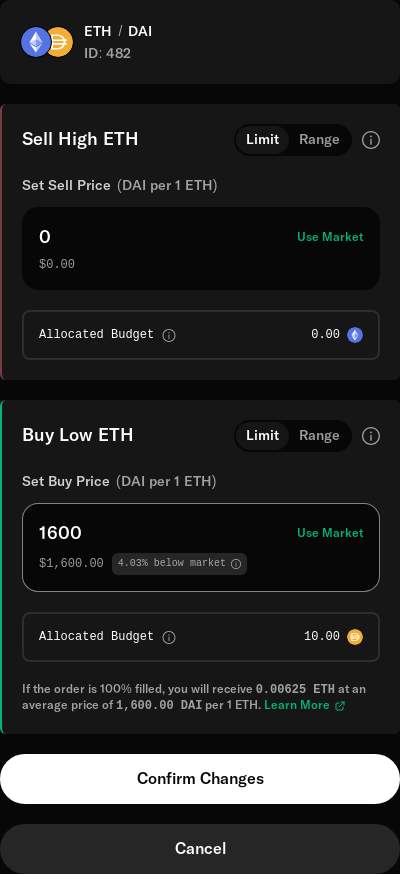 ETH / DAI
ID: 482
Sell High ETH
Limit Range
Set Sell Price (DAI per 1 ETH)
0
Use Market
$0.00
Allocated Budget
0.00
Buy Low ETH
Limit Range
Set Buy Price (DAI per 1 ETH)
1600
Use Market
$1,600.00 4.03% below market
Allocated Budget
10.00
If the order is 100% filled, you will receive 0.00625 ETH at an
average price of 1,600.00 DAI per 1 ETH. Learn More
Confirm Changes
Cancel